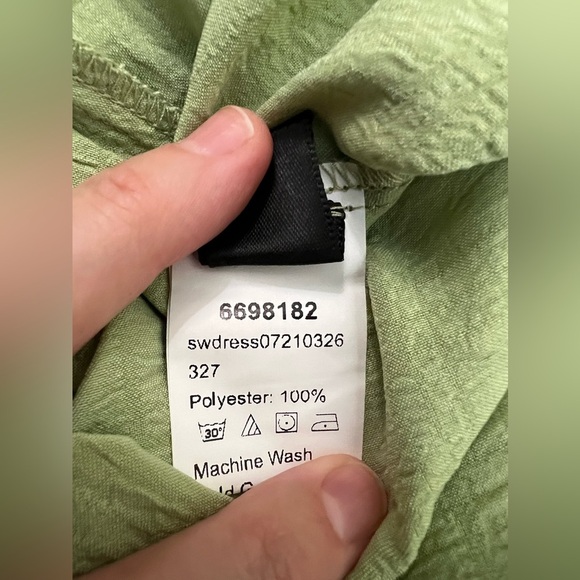 6698182
swdress07210326
327
Polyester: 100%
30°
Machine Wash